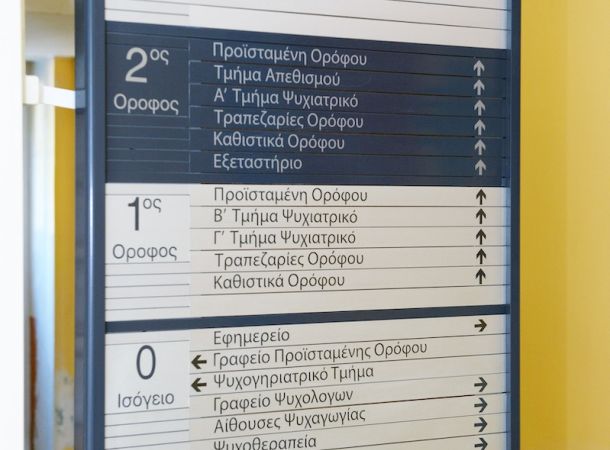 2ος
Οροφος
Προϊσταμένη Ορόφου
Τμήμα Απεθισμού
Α' Τμήμα Ψυχιατρικό
Τραπεζαρίες Ορόφου
Καθιστικά Ορόφου
Εξεταστήριο
1ος
Οροφος
Προϊσταμένη Ορόφου
Β' Τμήμα Ψυχιατρικό
Γ' Τμήμα Ψυχιατρικό
Τραπεζαρίες Ορόφου
Καθιστικά Ορόφου
0
Ισόγειο
Εφημερείο
Γραφείο Προϊσταμένης Ορόφου
Ψυχογηριατρικό Τμήμα
Γραφείο Ψυχολογων
Αίθουσες Ψυχαγωγίας
Ψυχοθεραπεία